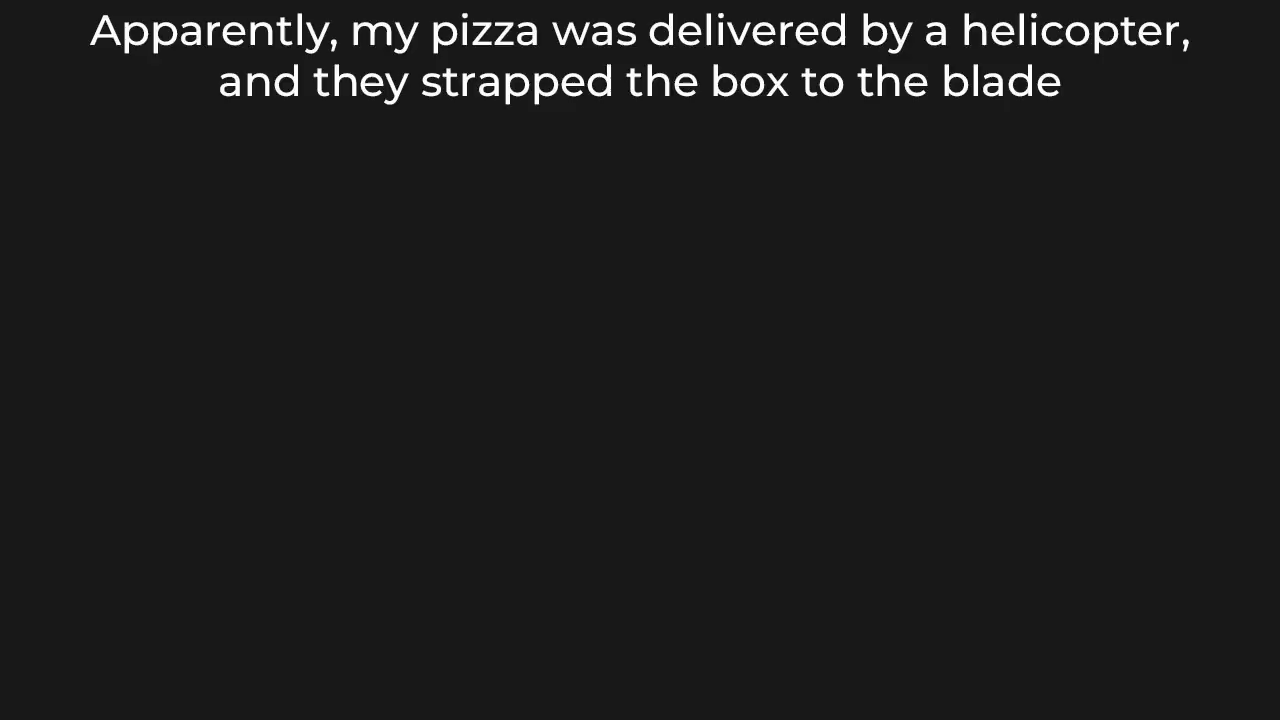 Apparently, my pizza was delivered by a helicopter,
and they strapped the box to the blade